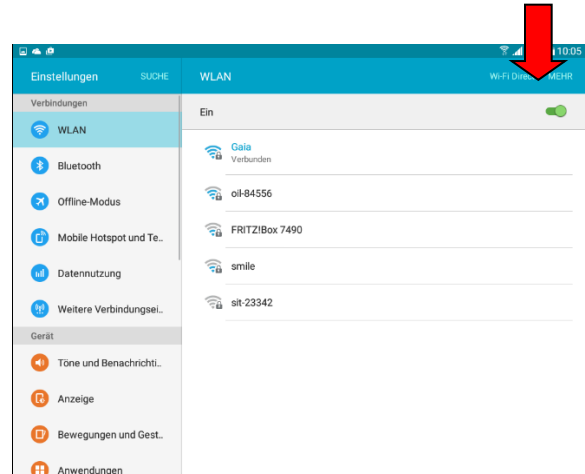 10:05
Einstellungen SUCHE
WLAN
MEHR
Verbindungen
WLAN
Bluetooth
Offline-Modus
Mobile Hotspot und Te..
Datennutzung
Weitere Verbindungsei..
Gerät
Töne und Benachrichti..
Anzeige
Bewegungen und Gest..
Anwendungen
Wi-Fi
Ein
Gaia
Verbunden
oil-84556
FRITZ!Box 7490
smile
sit-23342